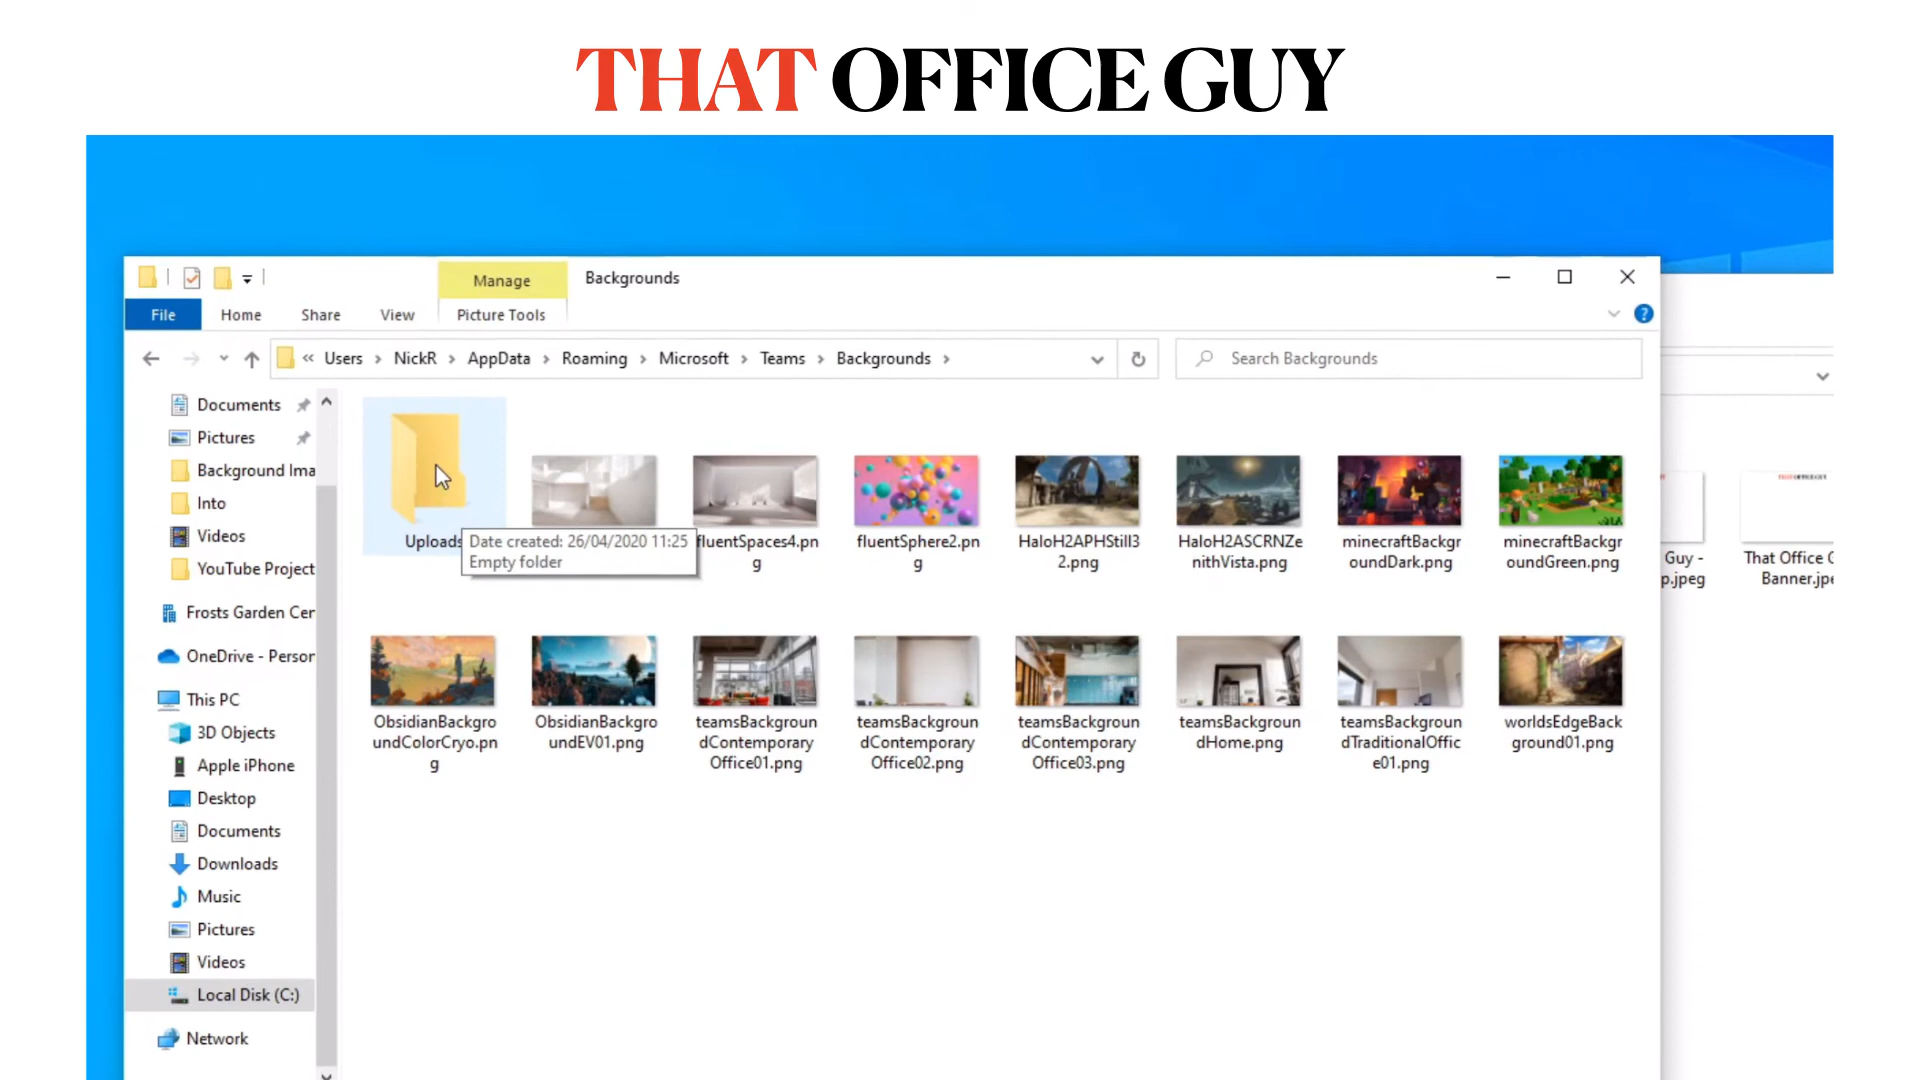 THAT OFFICE GUY
Manage
Backgrounds
File
Home
Share
View
Picture Tools
?
« Users > NickR > AppData > Roaming > Microsoft > Teams > Backgrounds >
Search Backgrounds
Documents
Pictures
Background Ima
Into
Videos
YouTube Project
Frosts Garden Cer
OneDrive - Person
This PC
3D Objects
Apple iPhone
Desktop
Documents
Downloads
Music
Pictures
Videos
Local Disk (C:)
Network
Uploads
Date created: 26/04/2020 11:25
Empty folder
fluentSpaces4.pn
g
fluentSphere2.pn
g
HaloH2APHStill3
2.png
HaloH2ASCRNZe
nithVista.png
minecraftBackgr
oundDark.png
minecraftBackgr
oundGreen.png
ObsidianBackgro
undColorCryo.pn
g
ObsidianBackgro
undEV01.png
teamsBackgroun
dContemporary
Office01.png
teamsBackgroun
dContemporary
Office02.png
teamsBackgroun
dContemporary
Office03.png
teamsBackgroun
dHome.png
teamsBackgroun
dTraditionalOffic
e01.png
worldsEdgeBack
ground01.png
Guy -
p.jpeg
THAT OFFICE GUY
That Office G
Banner.jpe